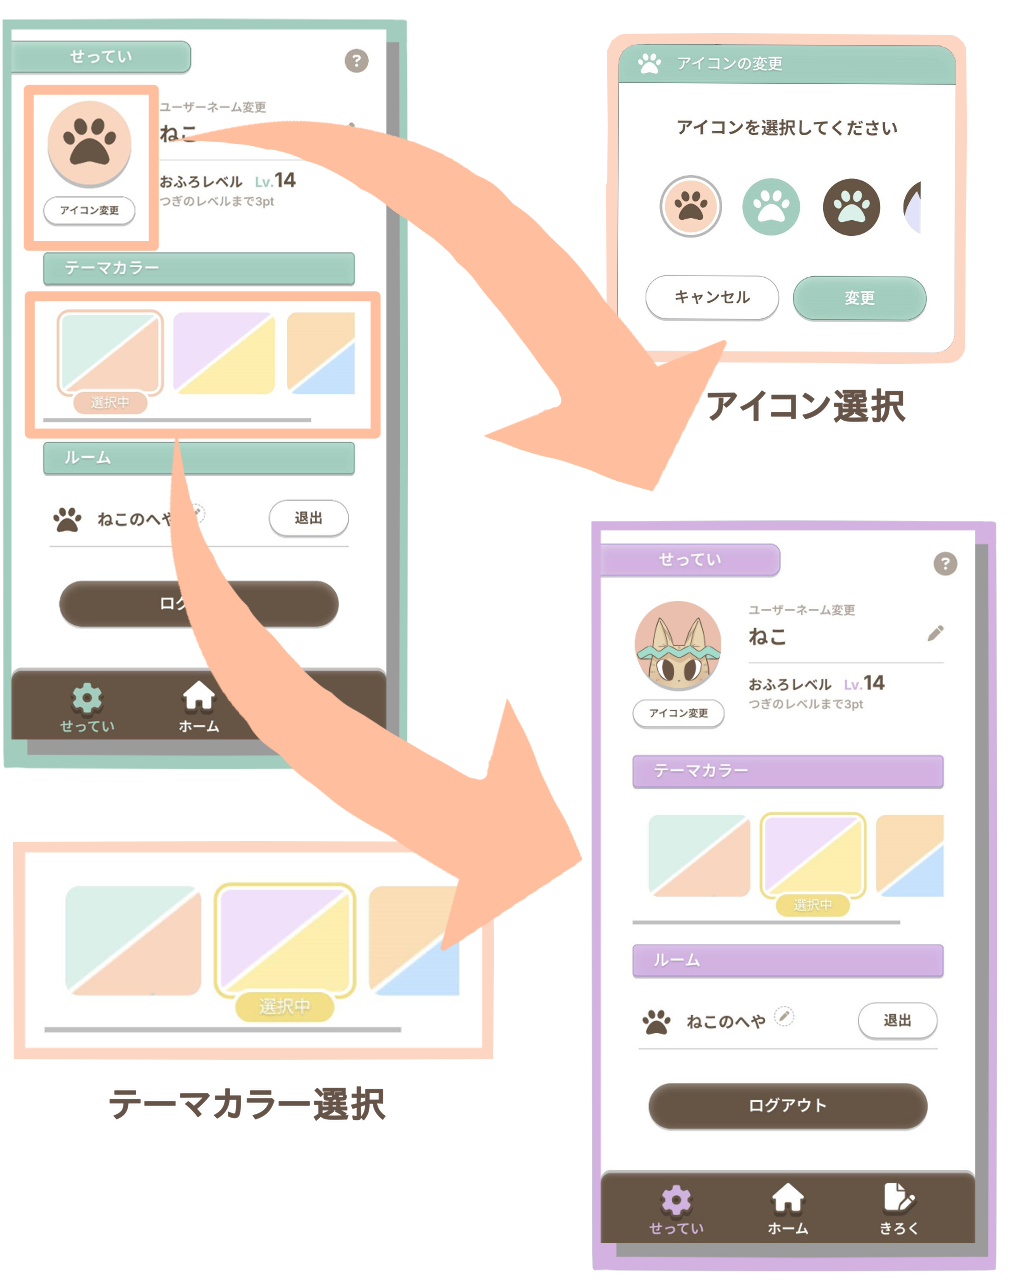 せってい
?
ユーザーネーム変更
ねこ
おふろレベル Lv.14
つぎのレベルまで3pt
アイコン変更
テーマカラー
選択中
ルーム
ねこのへや
退出
ログ
せってい
ホーム
アイコンの変更
アイコンを選択してください
キャンセル
変更
アイコン選択
選択中
テーマカラー選択
せってい
?
ユーザーネーム変更
ねこ
おふろレベル Lv.14
つぎのレベルまで3pt
アイコン変更
テーマカラー
選択中
ルーム
ねこのへや
退出
ログアウト
せってい
ホーム
きろく